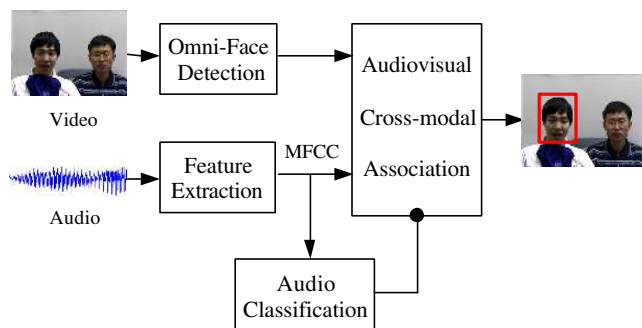 Omni-Face
Detection
Video
Audiovisual
Cross-modal
Association
Feature
Extraction
MFCC
Audio
Audio
Classification